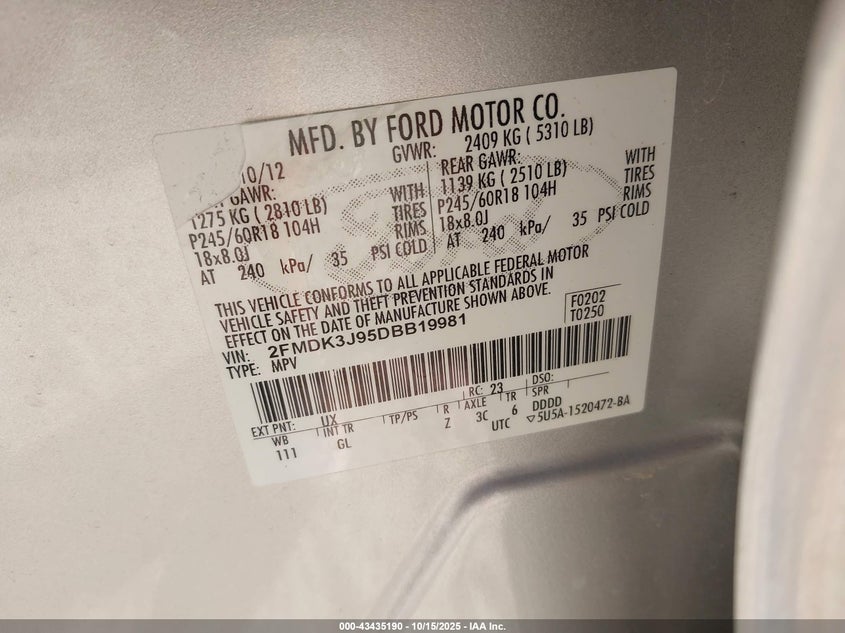 MFD. BY FORD MOTOR CO.
10/12 GVWR: 2409 KG ( 5310 LB)
GAWR: REAR GAWR:
1275 KG ( 2810 LB) WITH 1139 KG ( 2510 LB) WITH
P245/60R18 104H TIRES P245/60R18 104H TIRES
18x8.0J RIMS 18x8.0J RIMS
AT 240 kPa/ 35 PSI COLD AT 240 kPa/ 35 PSI COLD
THIS VEHICLE CONFORMS TO ALL APPLICABLE FEDERAL MOTOR
VEHICLE SAFETY AND THEFT PREVENTION STANDARDS IN
EFFECT ON THE DATE OF MANUFACTURE SHOWN ABOVE.
F0202
T0250
VIN: 2FMDK3J95DBB19981
TYPE: MPV
EXT PNT: UX RC: 23 DSO:
WB INT TR TP/PS R AXLE TR SPR
111 GL Z 3C 6 DDDD
UTC ▽5U5A-1520472-BA
Ford
000-43435190 - 10/15/2025 - IAA Inc.